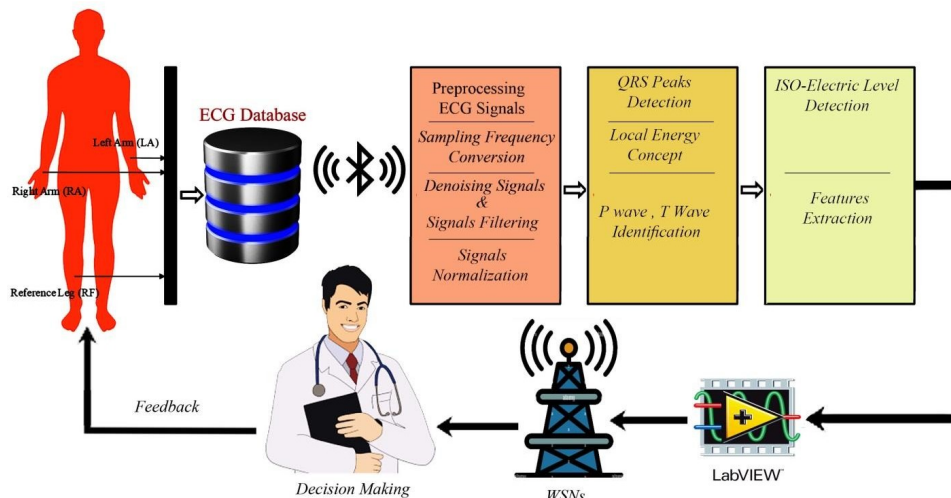 Left Arm (LA)
Right Arm (RA)
Reference Leg (RF)
ECG Database
Preprocessing
ECG Signals
Sampling Frequency
Conversion
Denoising Signals
&
Signals Filtering
Signals
Normalization
QRS Peaks
Detection
Local Energy
Concept
P wave , T Wave
Identification
ISO-Electric Level
Detection
Features
Extraction
LabVIEW
WSNs
Decision Making
Feedback